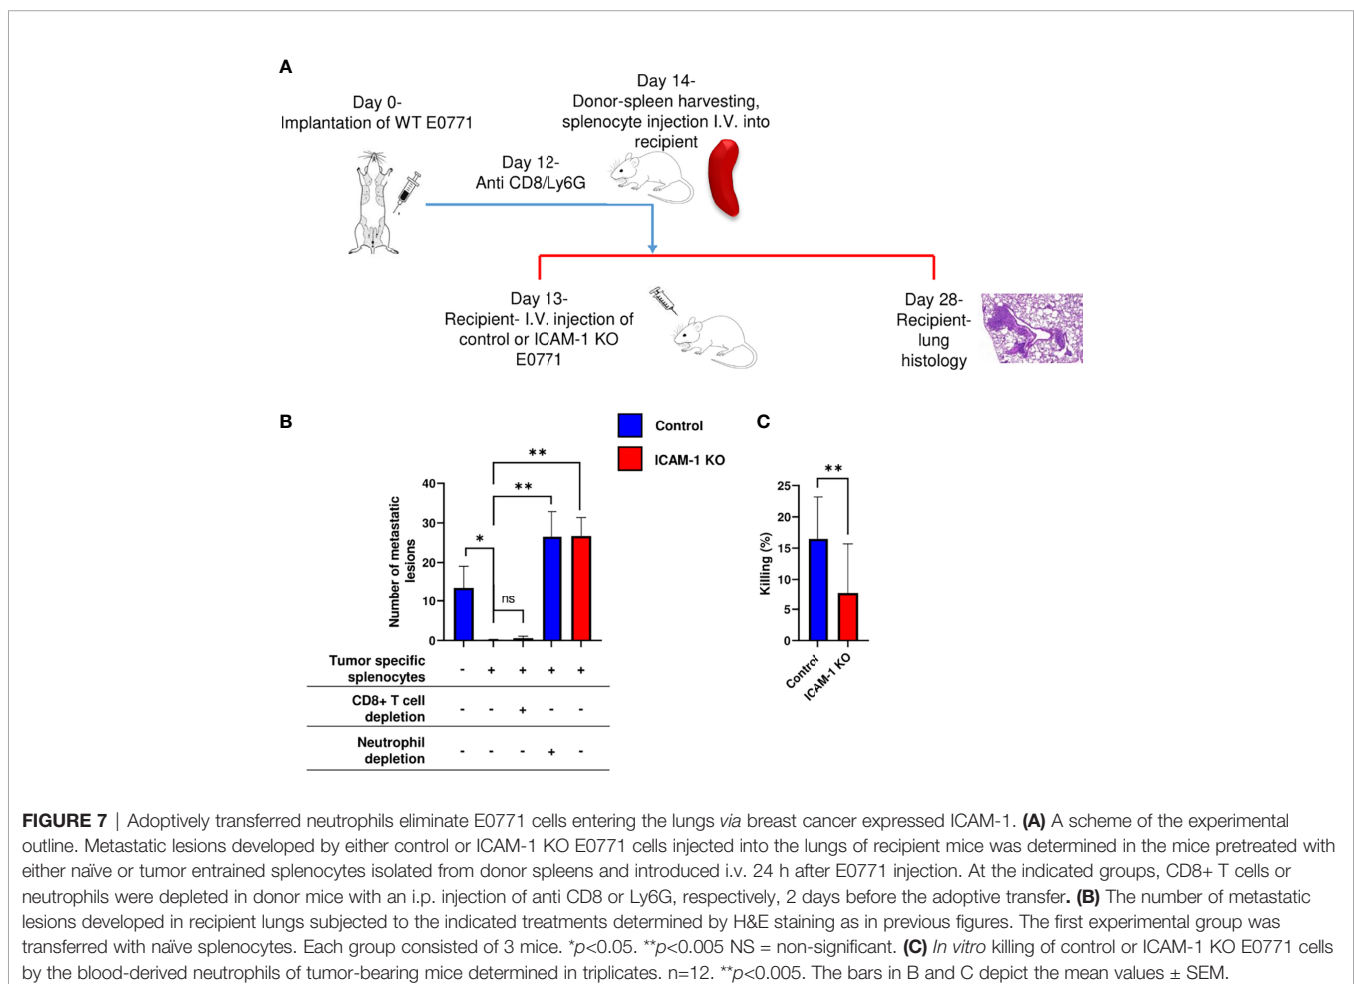 A
Day 0-
Implantation of WT E0771
Day 12-
Anti CD8/Ly6G
Day 14-
Donor-spleen harvesting,
splenocyte injection I.V. into
recipient
Day 13-
Recipient- I.V. injection of
control or ICAM-1 KO
E0771
Day 28-
Recipient-
lung
histology
B
Control
ICAM-1 KO
Number of metastatic
lesions
40
30
20
10
0
*
ns
**
**
Tumor specific
splenocytes
- + + + +
CD8+ T cell
depletion
- - + - -
Neutrophil
depletion
- - - + -
C
Killing (%)
25
20
15
10
5
0
**
Control
ICAM-1 KO
FIGURE 7 | Adoptively transferred neutrophils eliminate E0771 cells entering the lungs via breast cancer expressed ICAM-1. (A) A scheme of the experimental
outline. Metastatic lesions developed by either control or ICAM-1 KO E0771 cells injected into the lungs of recipient mice was determined in the mice pretreated with
either naïve or tumor entrained splenocytes isolated from donor spleens and introduced i.v. 24 h after E0771 injection. At the indicated groups, CD8+ T cells or
neutrophils were depleted in donor mice with an i.p. injection of anti CD8 or Ly6G, respectively, 2 days before the adoptive transfer. (B) The number of metastatic
lesions developed in recipient lungs subjected to the indicated treatments determined by H&E staining as in previous figures. The first experimental group was
transferred with naïve splenocytes. Each group consisted of 3 mice. *p<0.05. **p<0.005 NS = non-significant. (C) In vitro killing of control or ICAM-1 KO E0771 cells
by the blood-derived neutrophils of tumor-bearing mice determined in triplicates. n=12. **p<0.005. The bars in B and C depict the mean values ± SEM.